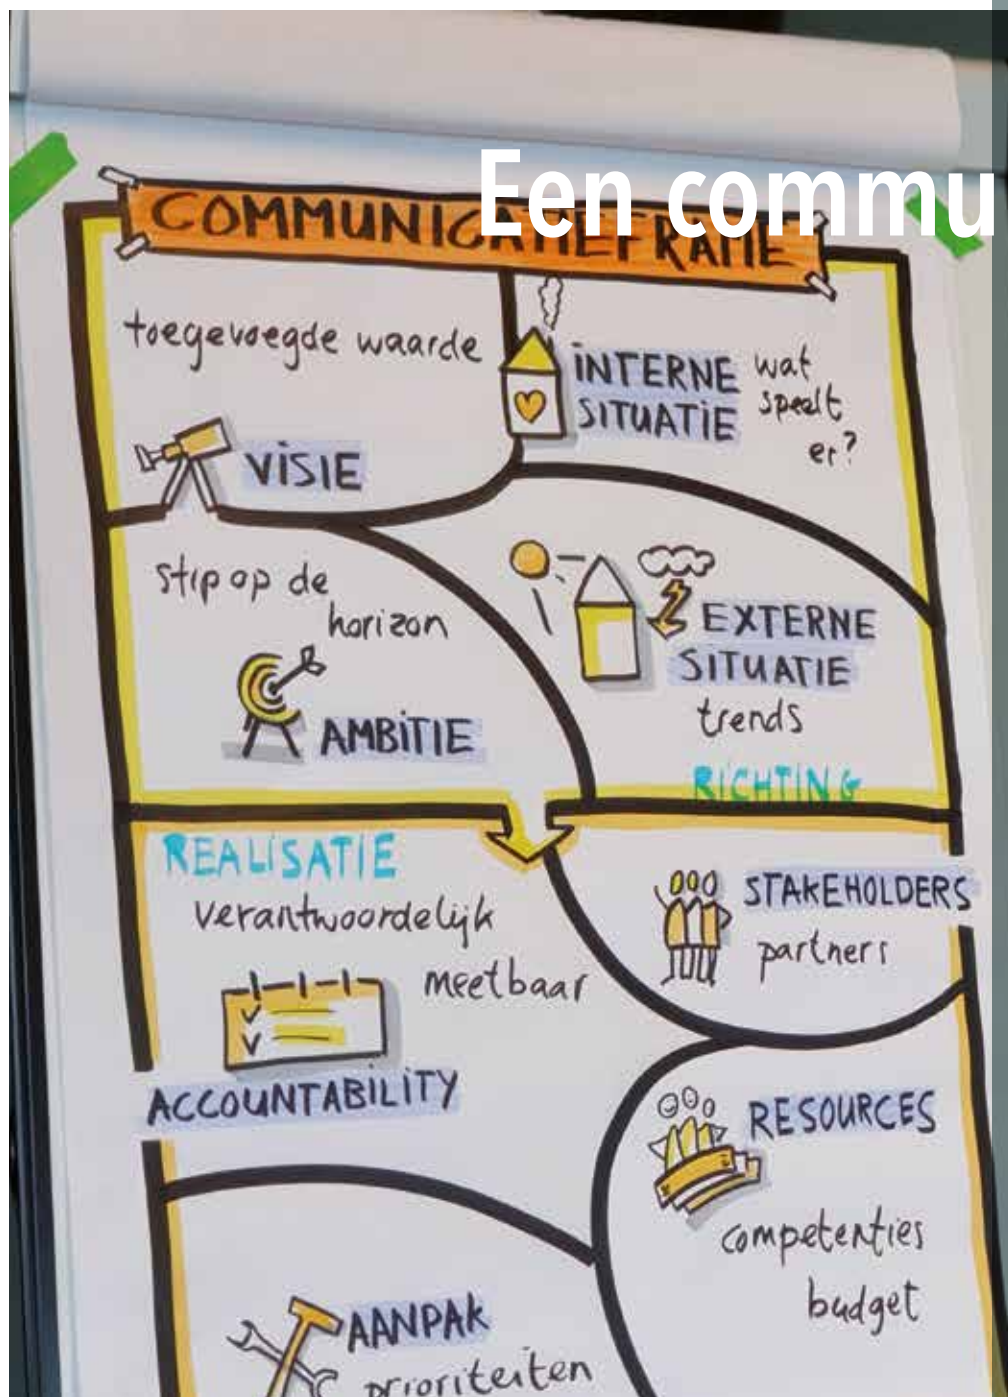 Een commu
COMMUNICATIEFRAME
toegevoegde waarde
VISIE
INTERNE
SITUATIE
wat
speelt
er?
stip op de
horizon
AMBITIE
EXTERNE
SITUATIE
trends
RICHTING
REALISATIE
verantwoordelijk
meetbaar
ACCOUNTABILITY
STAKEHOLDERS
partners
RESOURCES
competenties
budget
AANPAK
prioriteiten